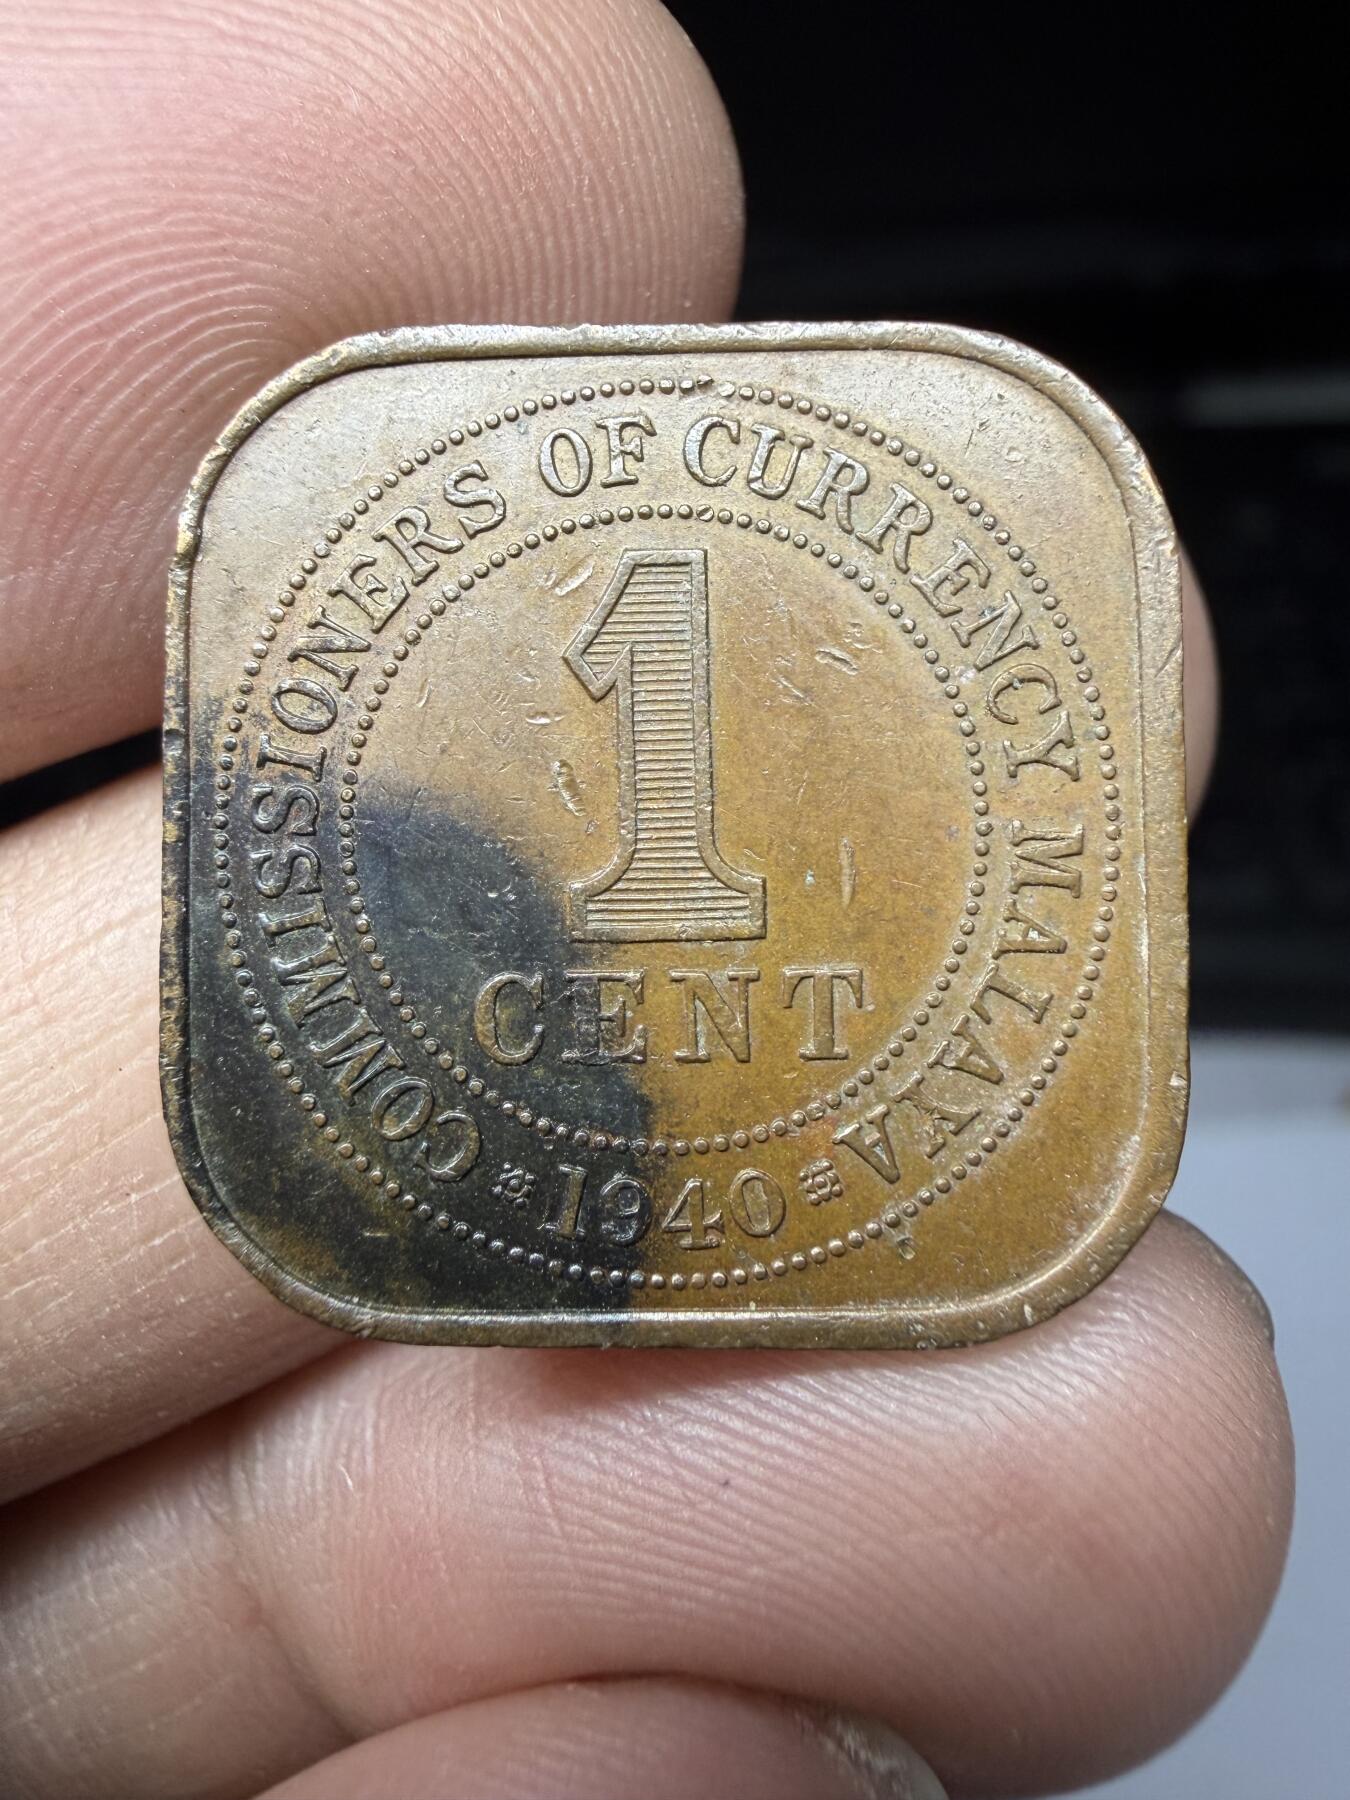 COMMISSIONERS OF CURRENCY MALAYA
1
CENT
1940